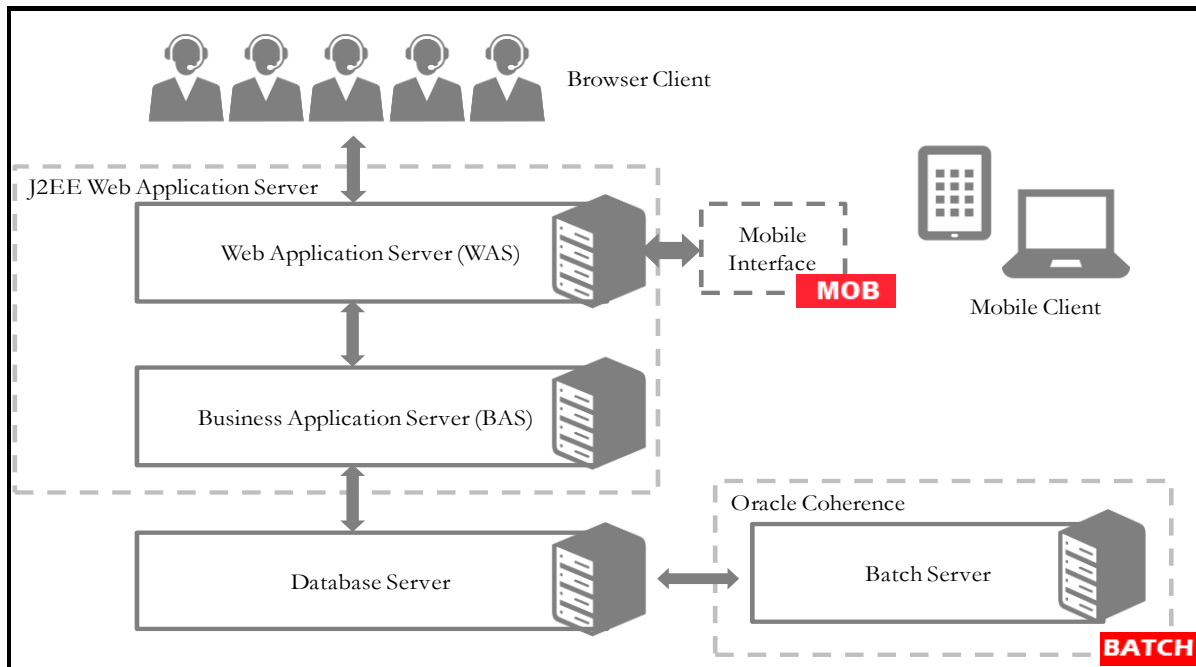 Browser Client
J2EE Web Application Server
Web Application Server (WAS)
Mobile
Interface
MOB
Mobile Client
Business Application Server (BAS)
Oracle Coherence
Database Server
Batch Server
BATCH